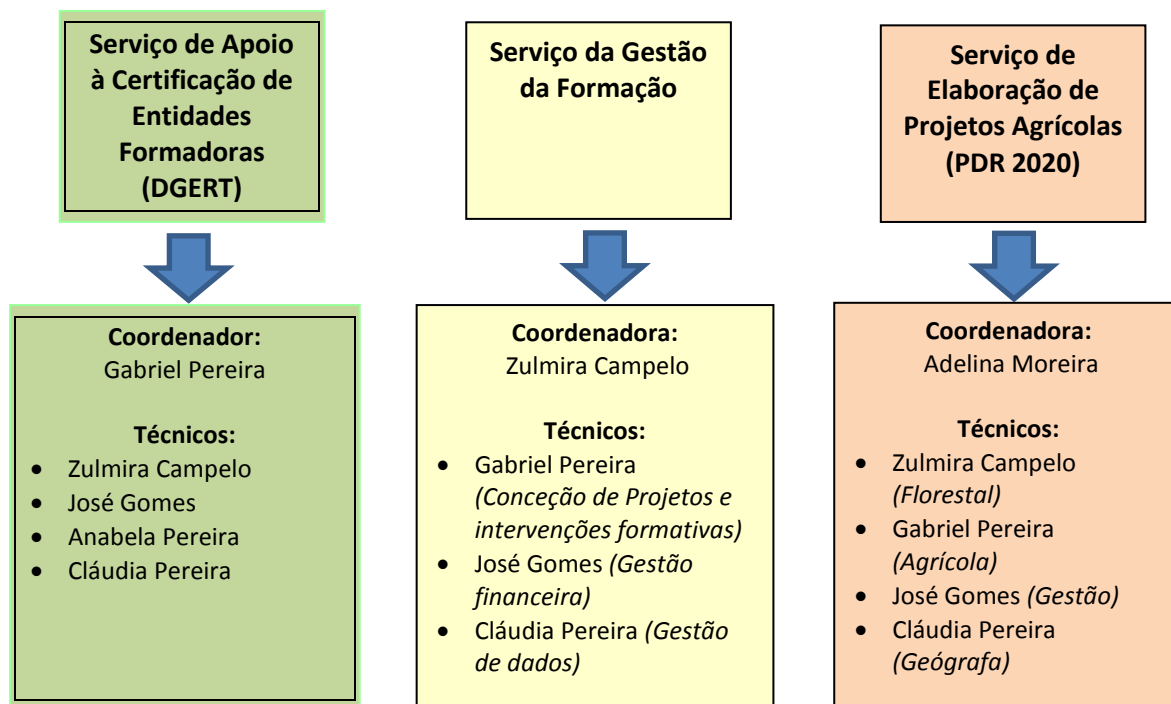 Serviço de Apoio
à Certificação de
Entidades
Formadoras
(DGERT)
Serviço da Gestão
da Formação
Serviço de
Elaboração de
Projetos Agrícolas
(PDR 2020)
Coordenador:
Gabriel Pereira
Técnicos:
• Zulmira Campelo
• José Gomes
• Anabela Pereira
• Cláudia Pereira
Coordenadora:
Zulmira Campelo
Técnicos:
• Gabriel Pereira
(Conceção de Projetos e
intervenções formativas)
• José Gomes (Gestão
financeira)
• Cláudia Pereira (Gestão
de dados)
Coordenadora:
Adelina Moreira
Técnicos:
• Zulmira Campelo
(Florestal)
• Gabriel Pereira
(Agrícola)
• José Gomes (Gestão)
• Cláudia Pereira
(Geógrafa)